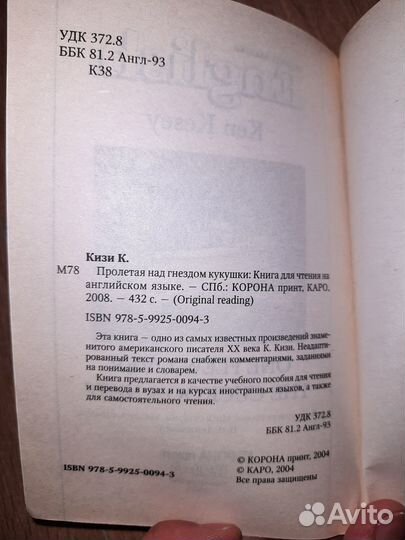 УДК 372.8
ББК 81.2 Англ-93
К38
English
Ken Kesey
Кизи К.
М78 Пролетая над гнездом кукушки: Книга для чтения на
английском языке. — СПб.: КОРОНА принт, КАРО,
2008. — 432 с. — (Original reading)
ISBN 978-5-9925-0094-3
Эта книга — одно из самых известных произведений знаме-
нитого американского писателя XX века К. Кизи. Неадапти-
рованный текст романа снабжен комментариями, заданиями
на понимание и словарем.
Книга предлагается в качестве учебного пособия для чтения
и перевода в вузах и на курсах иностранных языков, а также
для самостоятельного чтения.
УДК 372.8
ББК 81.2 Англ-93
© КОРОНА принт, 2004
© КАРО, 2004
Все права защищены
ISBN 978-5-9925-0094-3
Avito